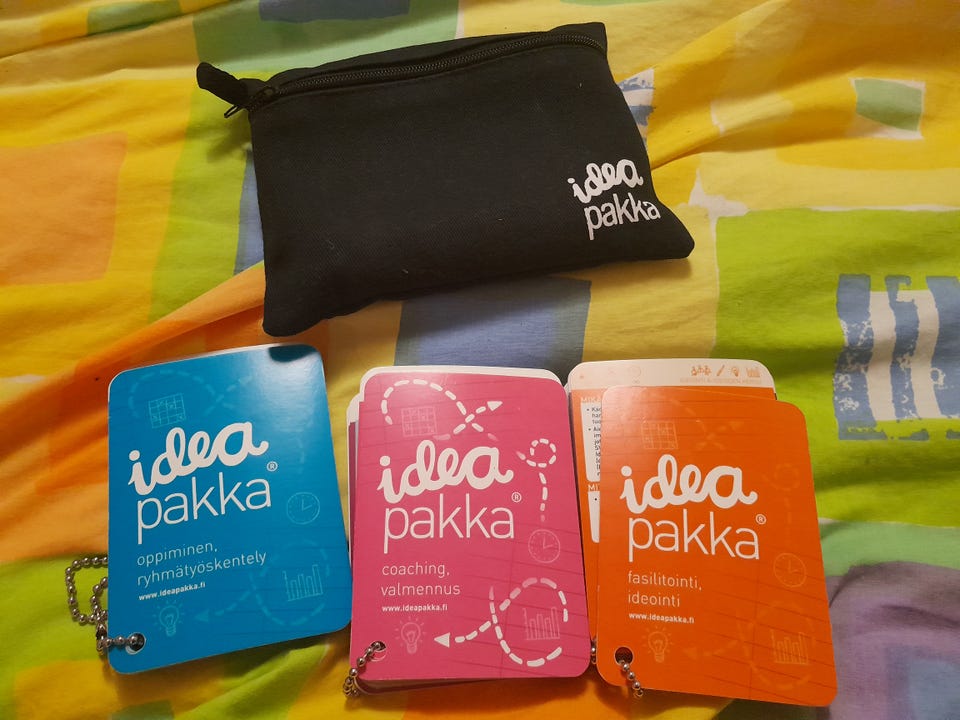 idea
pakka
idea
pakka®
oppiminen,
ryhmätyöskentely
www.ideapakka.fi
idea
pakka®
coaching,
valmennus
www.ideapakka.fi
idea
pakka®
fasilitointi,
ideointi
www.ideapakka.fi